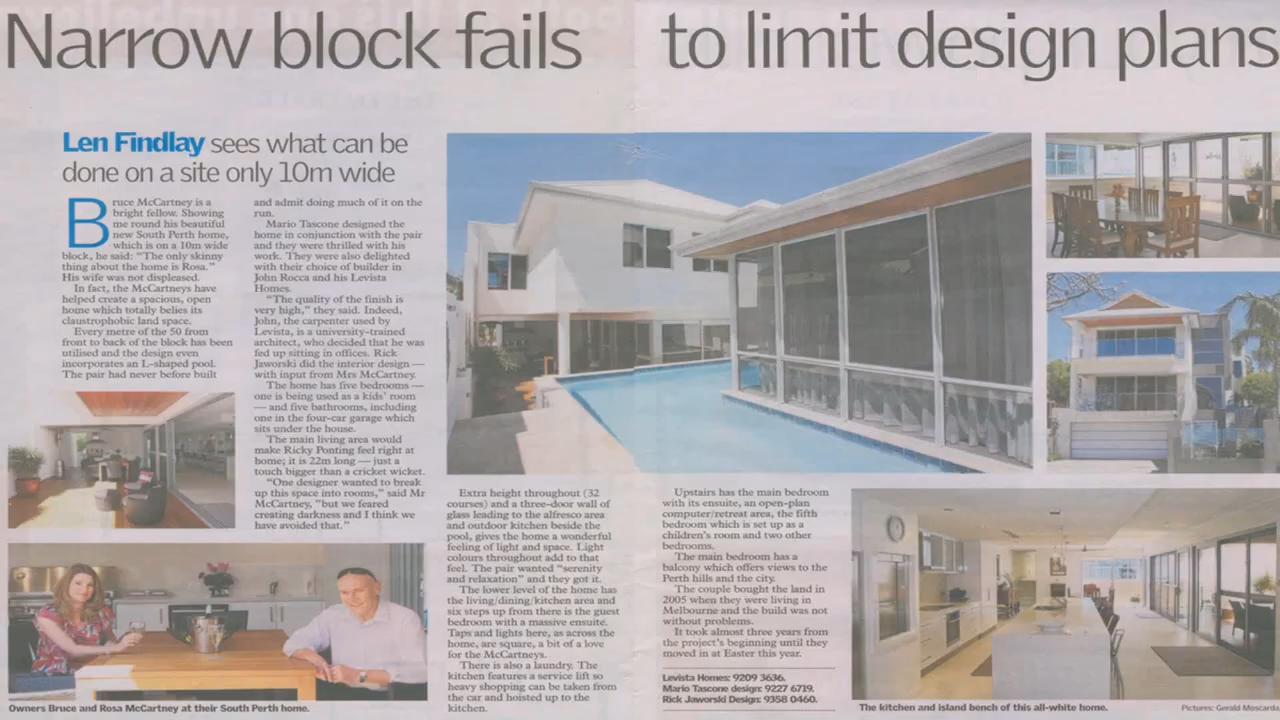 Narrow block fails to limit design plans
Len Findlay sees what can be
done on a site only 10m wide
Bruce McCartney is a
bright fellow. Showing
me round his beautiful
new South Perth home,
which is on a 10m wide
block, he said: “The only skinny
thing about the home is Rosa.”
His wife was not displeased.
In fact, the McCartneys have
helped create a spacious, open
home which totally belies its
claustrophobic land space.
Every metre of the 50 from
front to back of the block has been
utilised and the design even
incorporates an L-shaped pool.
The pair had never before built
and admit doing much of it on the
run.
Mario Tascone designed the
home in conjunction with the pair
and they were thrilled with his
work. They were also delighted
with their choice of builder in
John Rocca and his Levista
Homes.
“The quality of the finish is
very high,” they said. Indeed,
John, the carpenter used by
Levista, is a university-trained
architect, who decided that he was
fed up sitting in offices. Rick
Jaworski did the interior design —
with input from Mrs McCartney.
The home has five bedrooms —
one is being used as a kids’ room
— and five bathrooms, including
one in the four-car garage which
sits under the house.
The main living area would
make Ricky Ponting feel right at
home; it is 22m long — just a
touch bigger than a cricket wicket.
“One designer wanted to break
up this space into rooms,” said Mr
McCartney, “but we feared
creating darkness and I think we
have avoided that.”
Extra height throughout (32
courses) and a three-door wall of
glass leading to the alfresco area
and outdoor kitchen beside the
pool, gives the home a wonderful
feeling of light and space. Light
colours throughout add to that
feel. The pair wanted “serenity
and relaxation” and they got it.
The lower level of the home has
the living/dining/kitchen area and
six steps up from there is the guest
bedroom with a massive ensuite.
Taps and lights here, as across the
home, are square, a bit of a love
for the McCartneys.
There is also a laundry. The
kitchen features a service lift so
heavy shopping can be taken from
the car and hoisted up to the
kitchen.
Upstairs has the main bedroom
with its ensuite, an open-plan
computer/retreat area, the fifth
bedroom which is set up as a
children’s room and two other
bedrooms.
The main bedroom has a
balcony which offers views to the
Perth hills and the city.
The couple bought the land in
2005 when they were living in
Melbourne and the build was not
without problems.
It took almost three years from
the project’s beginning until they
moved in at Easter this year.
Levista Homes: 9209 3636.
Mario Tascone design: 9227 6719.
Rick Jaworski Design: 9358 0460.
Owners Bruce and Rosa McCartney at their South Perth home.
The kitchen and island bench of this all-white home.
Pictures: Gerald Moscarda